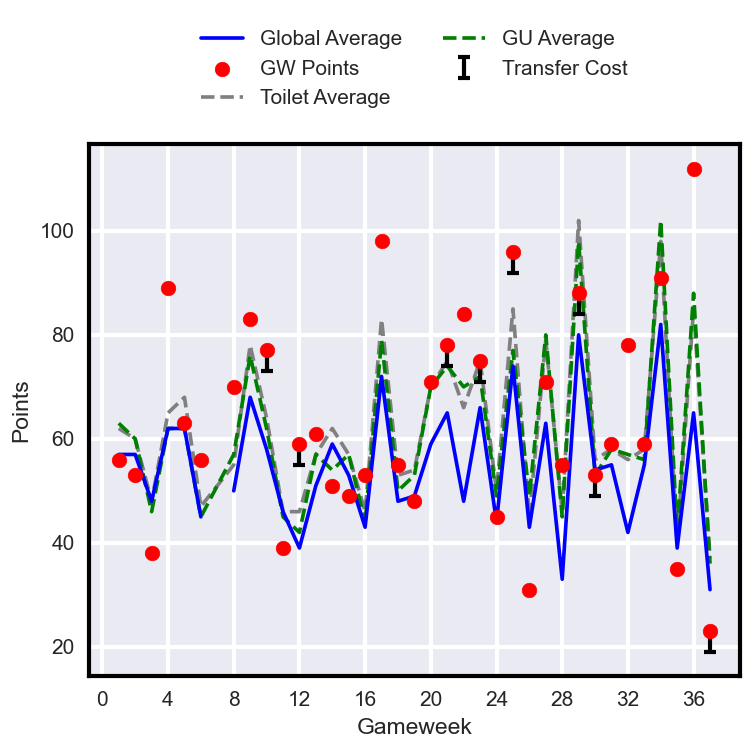 Global Average
GW Points
Toilet Average
GU Average
Transfer Cost
100
80
60
40
20
Points
0 4 8 12 16 20 24 28 32 36
Gameweek